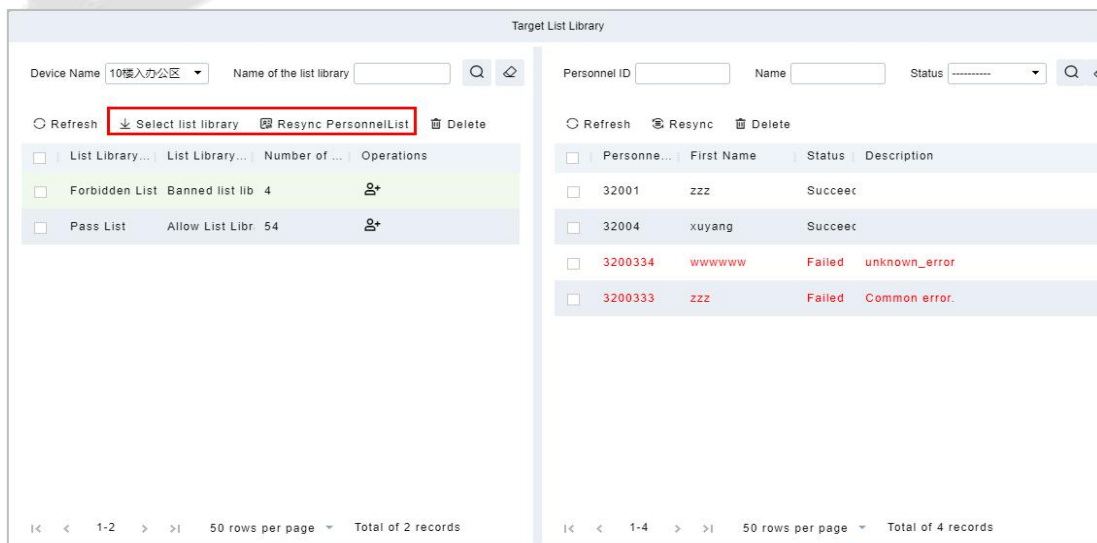 Target List Library
Device Name 10楼入办公区 Name of the list library
Personnel ID Name Status ----------
Refresh Select list library Resync PersonnelList Delete
Refresh Resync Delete
List Library... List Library... Number of ... Operations
Forbidden List Banned list lib 4
Pass List Allow List Libr 54
Personne... First Name Status Description
32001 zzz Succeed
32004 xuyang Succeed
3200334 wwwwww Failed unknown_error
3200333 zzz Failed Common error.
1-2 50 rows per page Total of 2 records
1-4 50 rows per page Total of 4 records